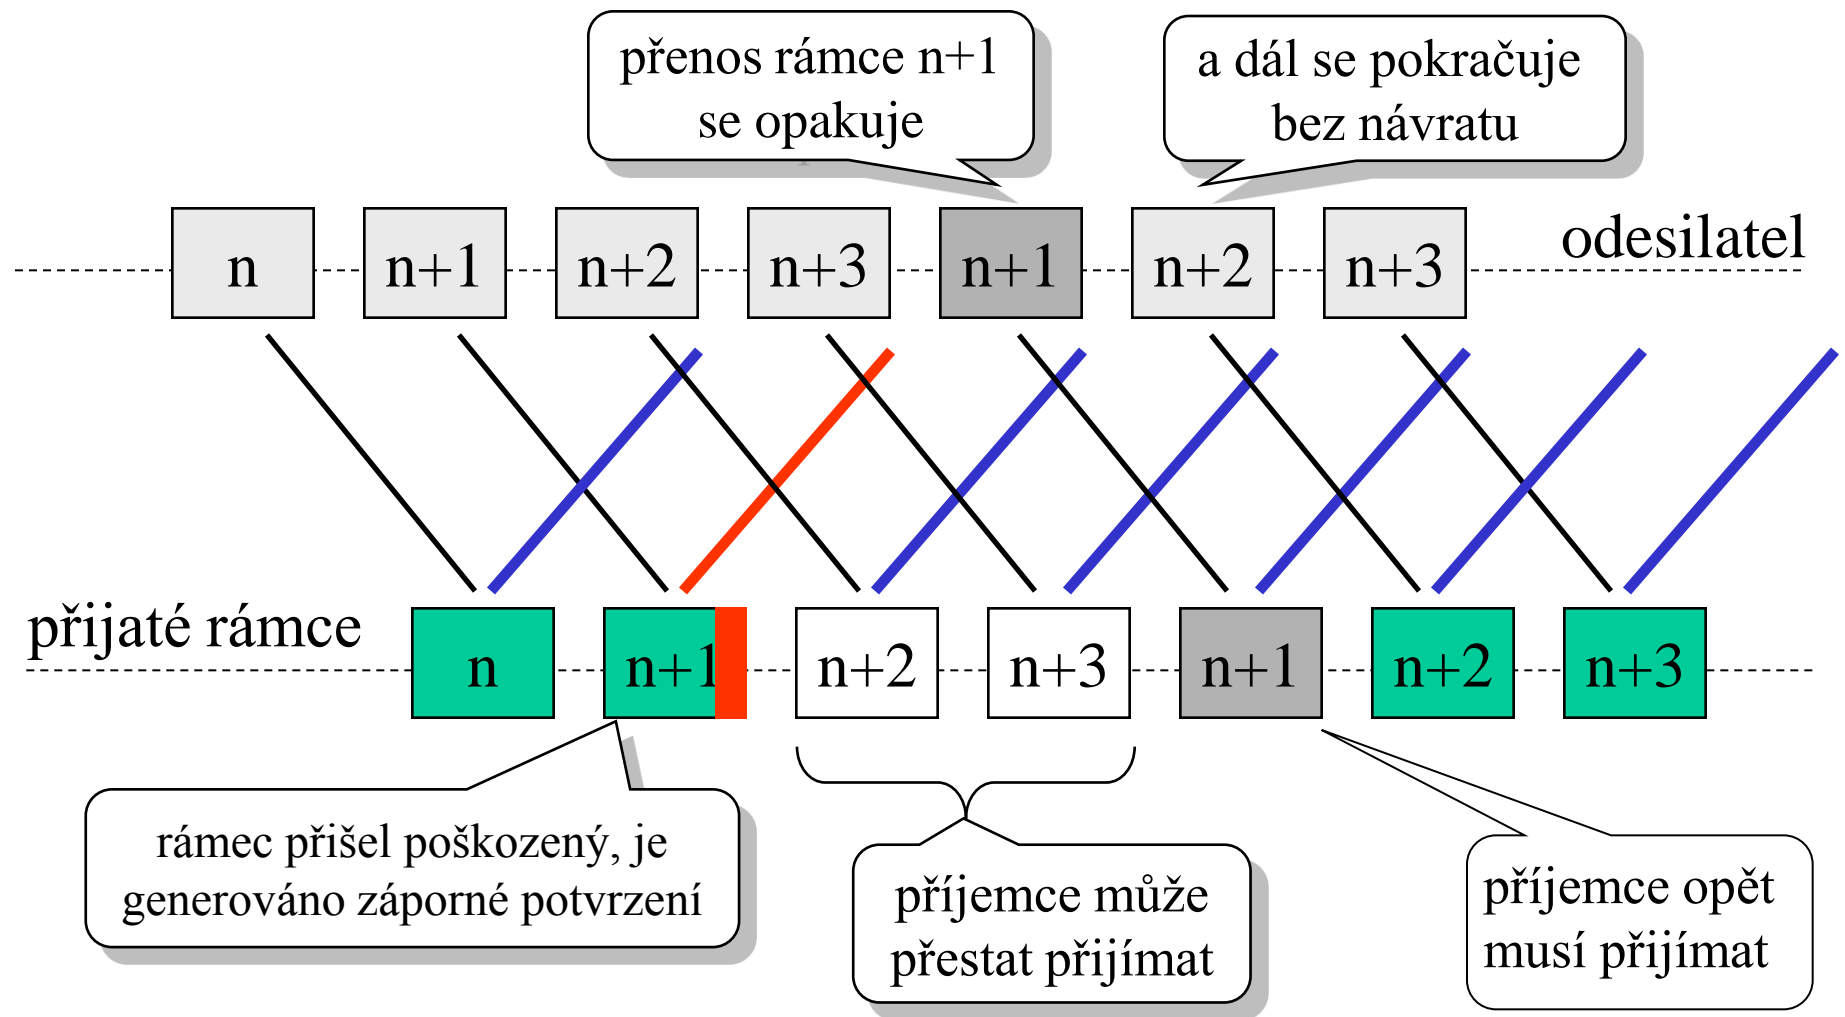 přenos rámce n+1
se opakuje
a dál se pokračuje
bez návratu
n
n+1
n+2
n+3
n+1
n+2
n+3
odesilatel
přijaté rámce
n
n+1
n+2
n+3
n+1
n+2
n+3
rámec přišel poškozený, je
generováno záporné potvrzení
příjemce může
přestat přijímat
příjemce opět
musí přijímat